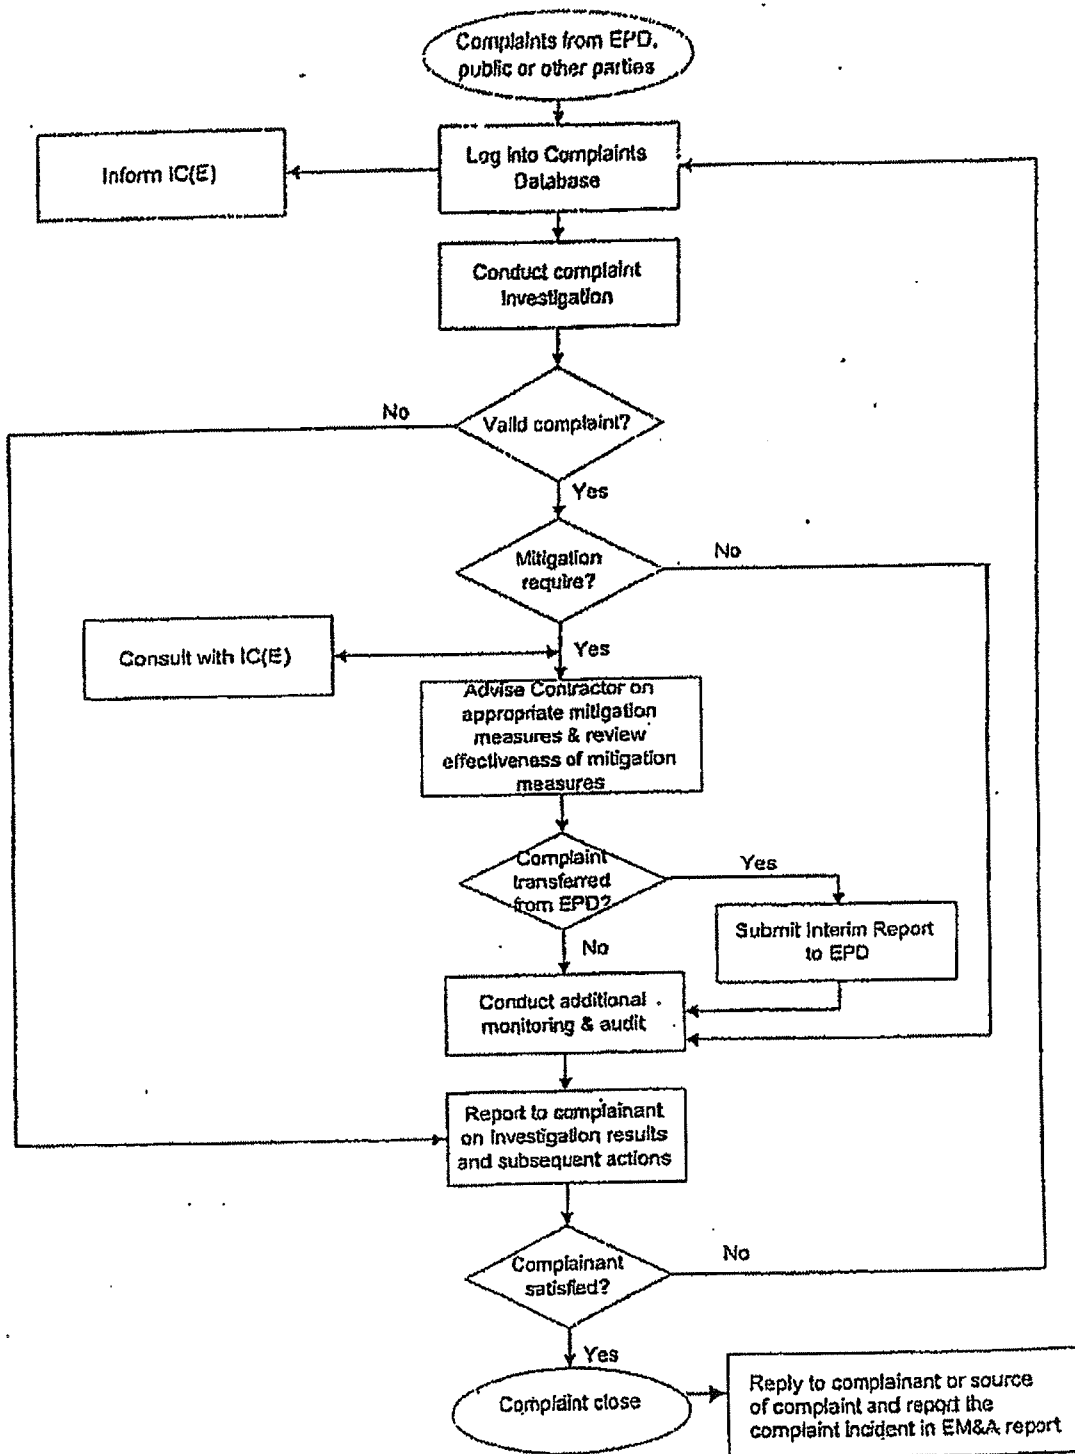 Complaints from EPD,
public or other parties
Log into Complaints
Database
Inform IC(E)
Conduct complaint
Investigation
Valid complaint?
No
Yes
Mitigation
require?
No
Yes
Consult with IC(E)
Advise Contractor on
appropriate mitigation
measures & review
effectiveness of mitigation
measures
Complaint
transferred
from EPD?
Yes
No
Submit Interim Report
to EPD
Conduct additional
monitoring & audit
Report to complainant
on investigation results
and subsequent actions
Complainant
satisfied?
No
Yes
Complaint close
Reply to complainant or source
of complaint and report the
complaint incident in EM&A report